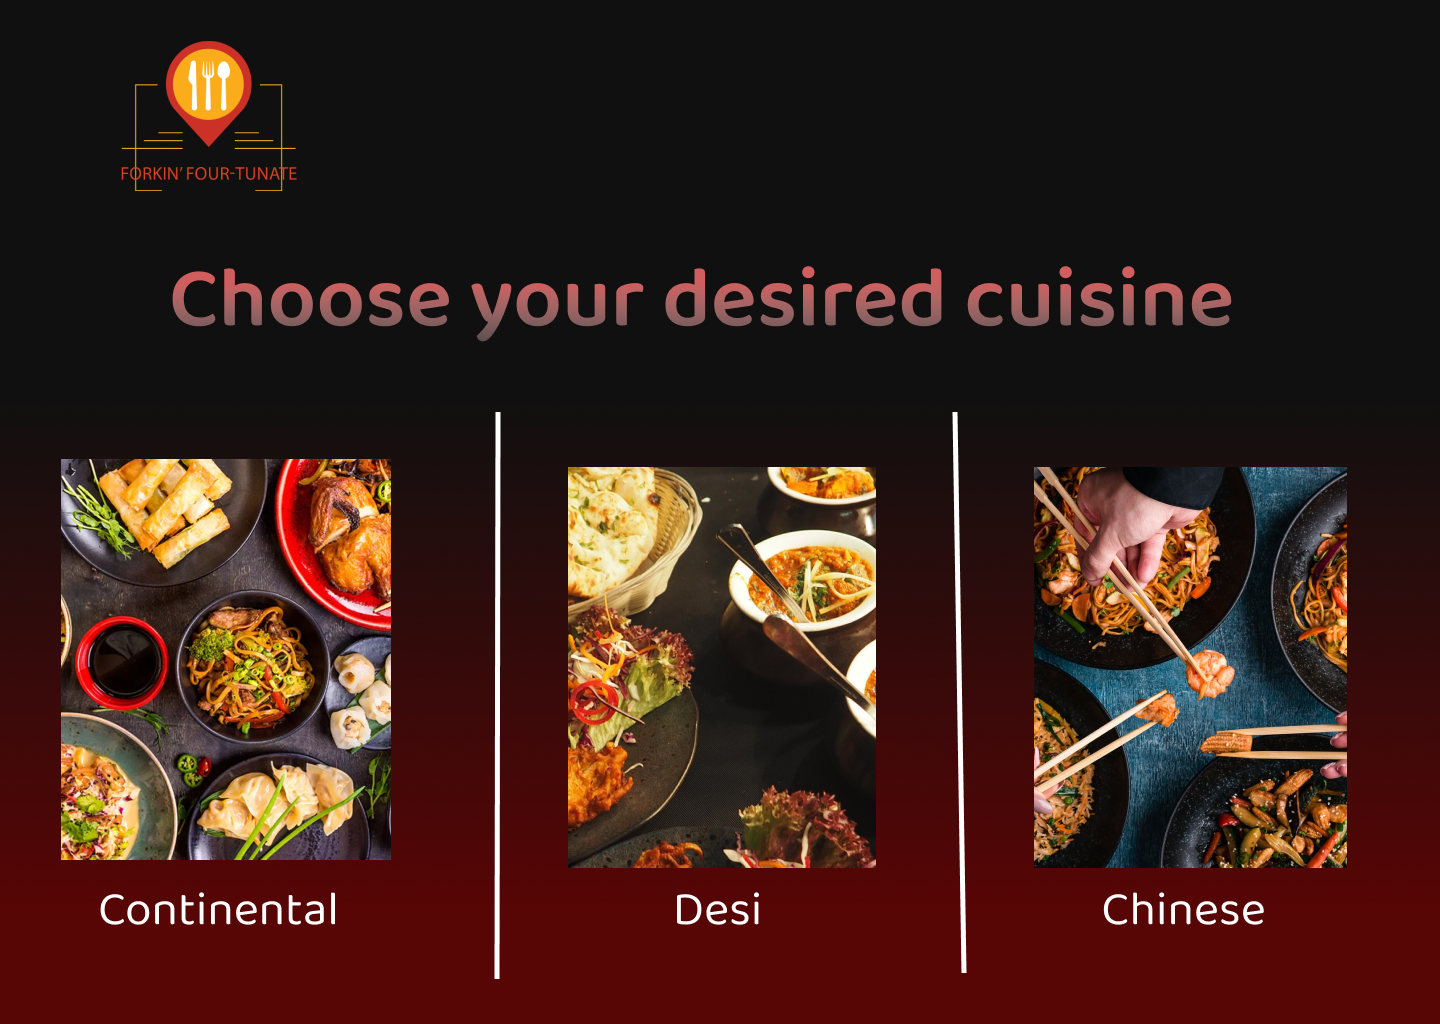 FORKIN' FOUR-TUNATE
Choose your desired cuisine
Continental
Desi
Chinese